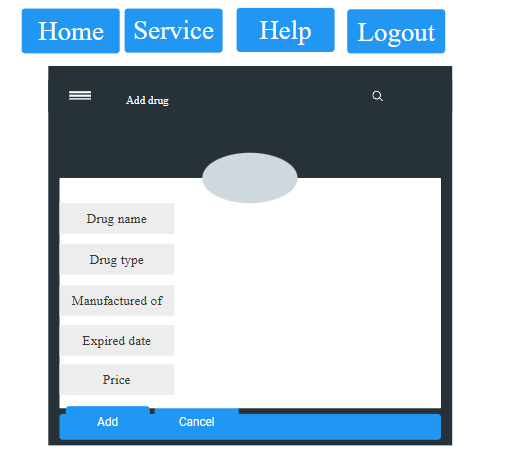 Home Service Help Logout
Add drug
Drug name
Drug type
Manufactured of
Expired date
Price
Add Cancel